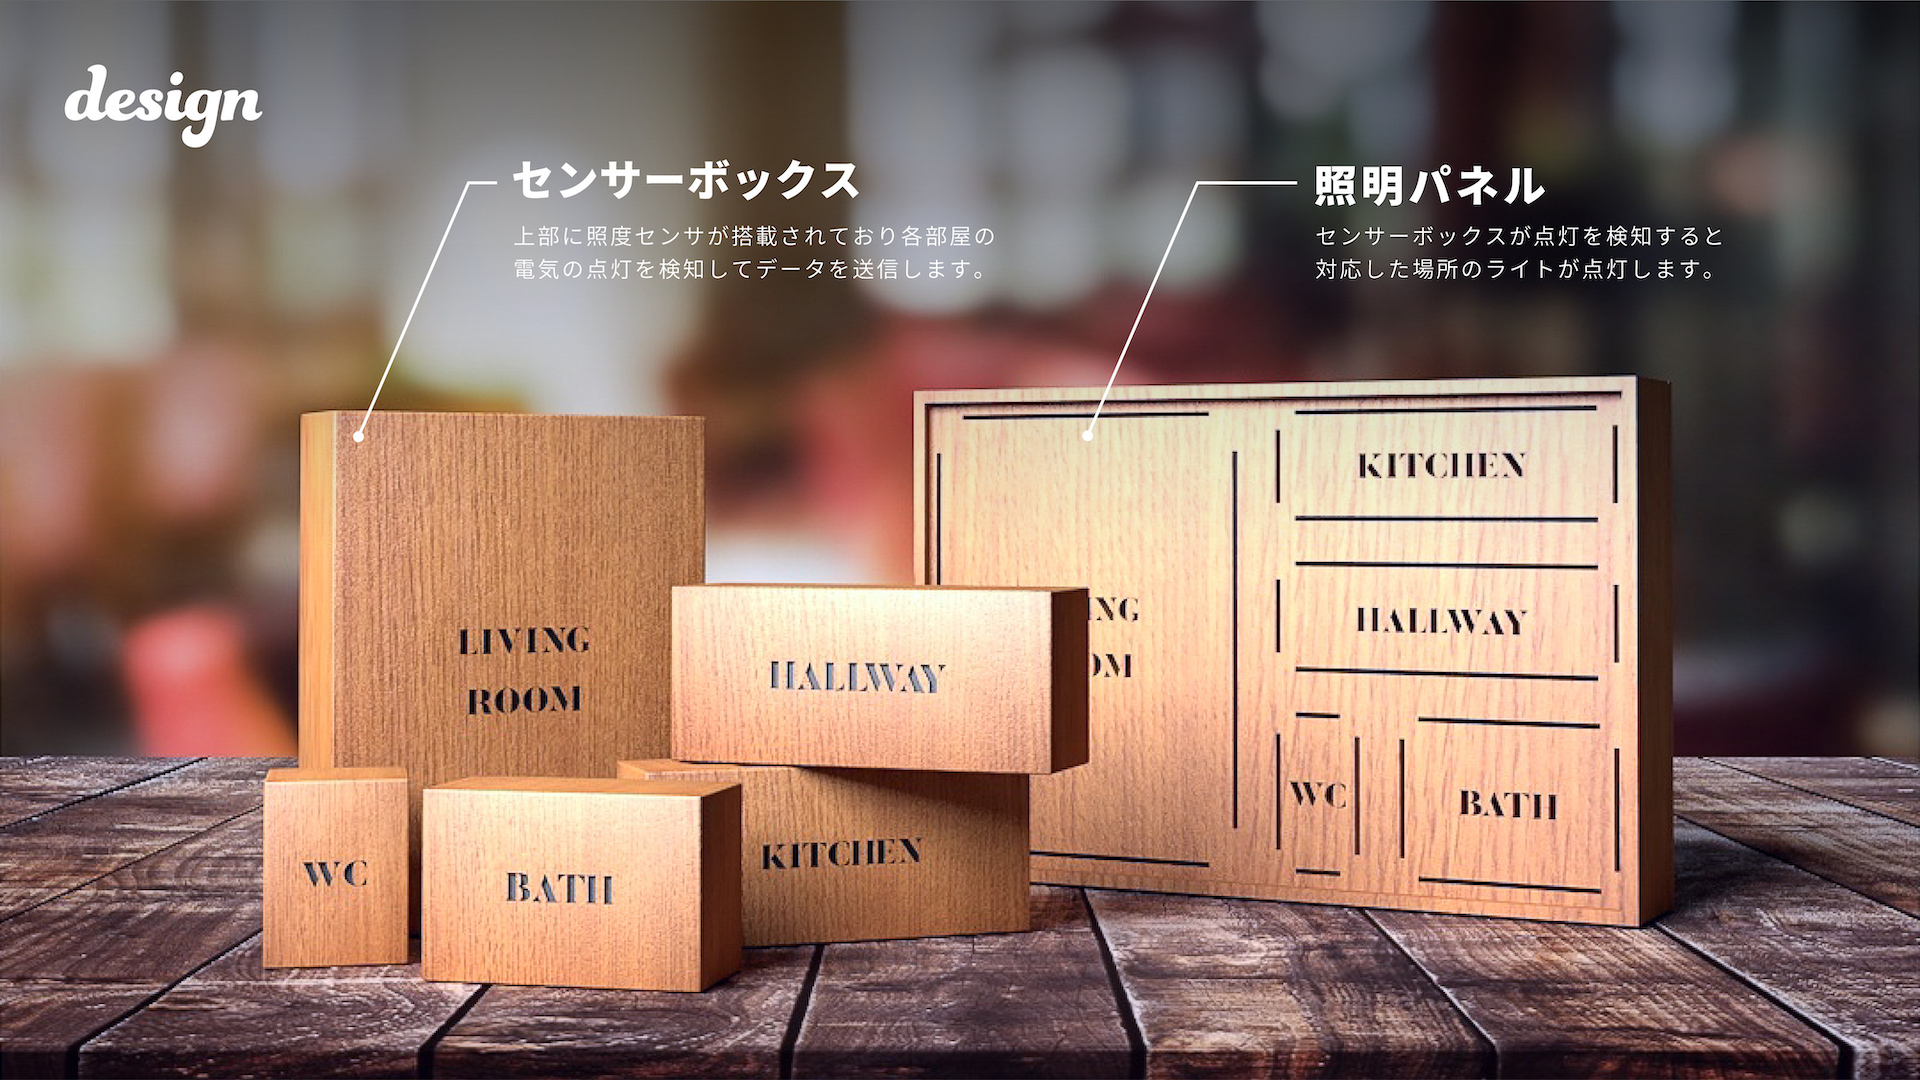 design
センサーボックス
上部に照度センサが搭載されており各部屋の
電気の点灯を検知してデータを送信します。
照明パネル
センサーボックスが点灯を検知すると
対応した場所のライトが点灯します。
LIVING
ROOM
HALLWAY
WC
BATH
KITCHEN
ING
OM
KITCHEN
HALLWAY
WC
BATH